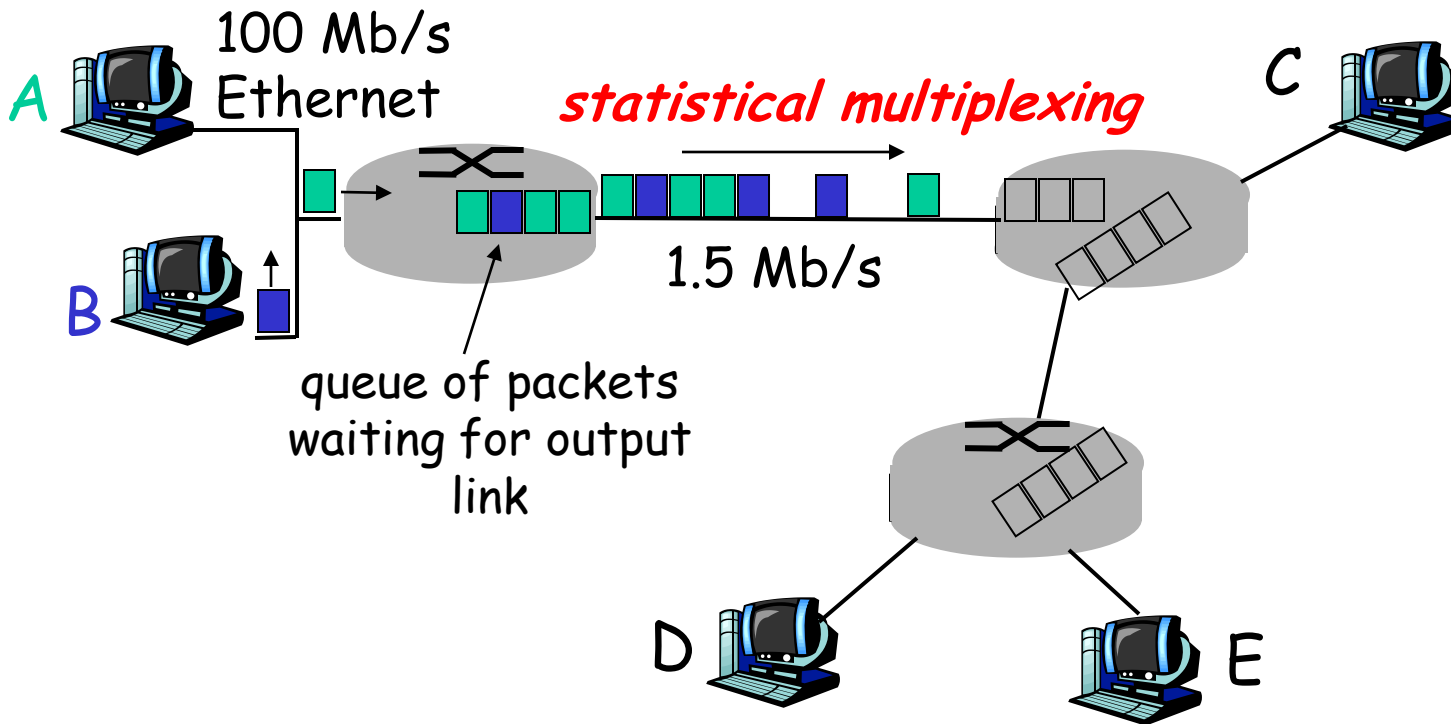 100 Mb/s
Ethernet
A
statistical multiplexing
C
B
1.5 Mb/s
queue of packets
waiting for output
link
D
E